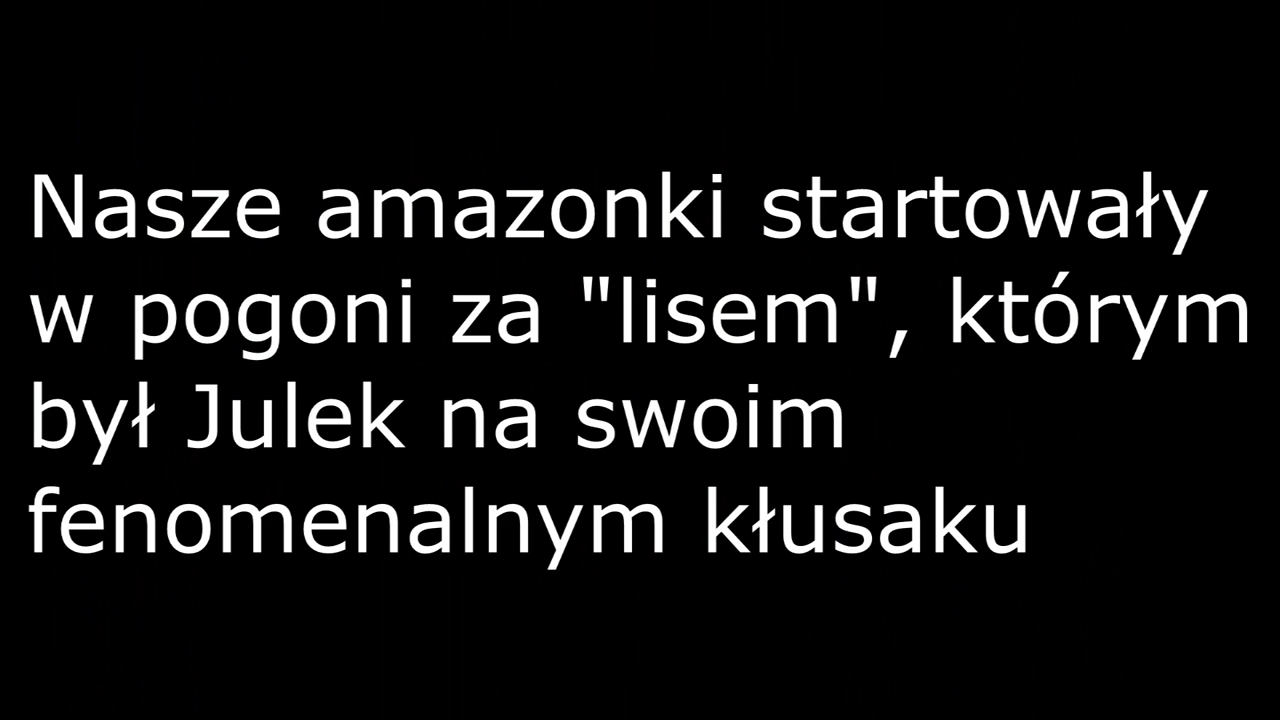 Nasze amazonki startowały
w pogoni za "lisem", którym
był Julek na swoim
fenomenalnym kłusaku